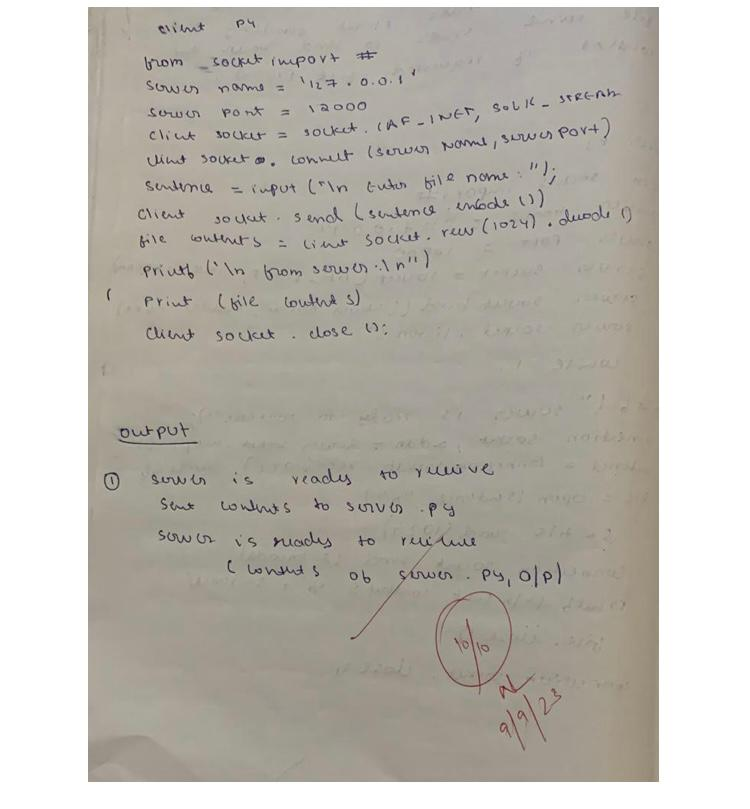 client py
from socket import *
server name = '127.0.0.1'
server port = 12000
client socket = socket. (AF_INET, SOCK_STREAM
client socket. connect (server name, server port)
sentence = input ("\n Enter file name: ");
client socket. send (sentence encode ())
file contents = client socket. recv (1024) . decode ()
printf ('\n from server :\n")
( print (file contents)
client socket. close ();
output
① server is ready to receive
sent contents to server .py
server is ready to receive
(contents of server. py, o/p)
10/10
9/9/23